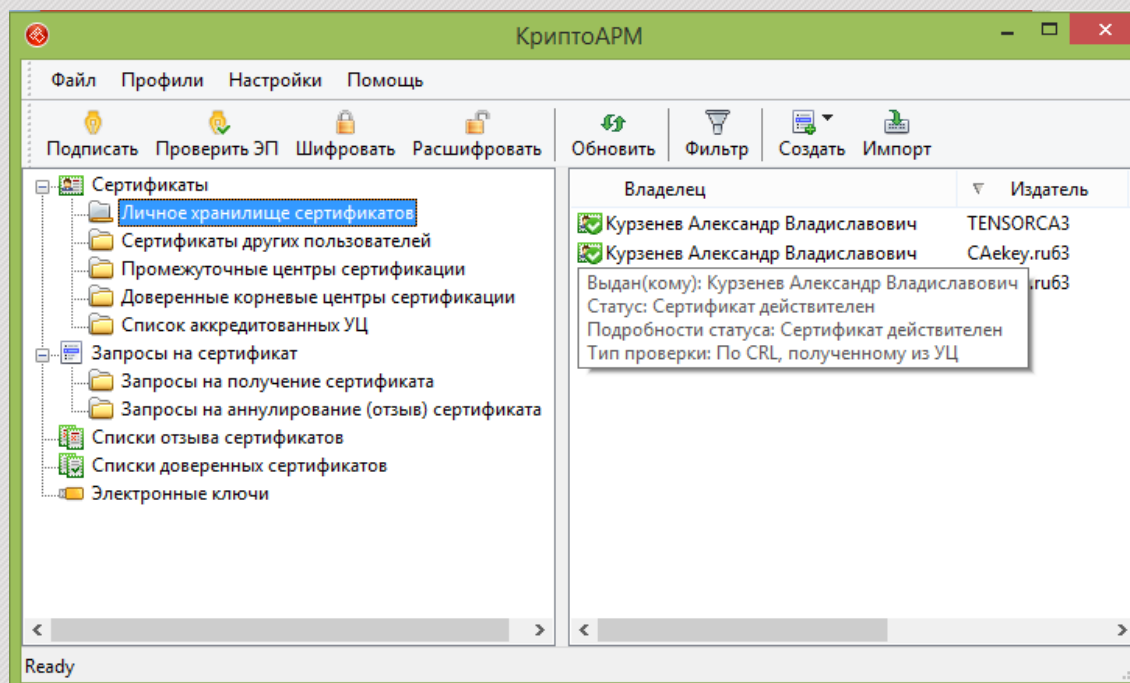 КриптоАРМ
Файл Профили Настройки Помощь
Подписать Проверить ЭП Шифровать Расшифровать Обновить Фильтр Создать Импорт
Сертификаты
Личное хранилище сертификатов
Сертификаты других пользователей
Промежуточные центры сертификации
Доверенные корневые центры сертификации
Список аккредитованных УЦ
Запросы на сертификат
Запросы на получение сертификата
Запросы на аннулирование (отзыв) сертификата
Списки отзыва сертификатов
Списки доверенных сертификатов
Электронные ключи
Владелец Издатель
Курзенев Александр Владиславович TENSORCA3
Курзенев Александр Владиславович CAekey.ru63
.ru63
Выдан(кому): Курзенев Александр Владиславович
Статус: Сертификат действителен
Подробности статуса: Сертификат действителен
Тип проверки: По CRL, полученному из УЦ
Ready